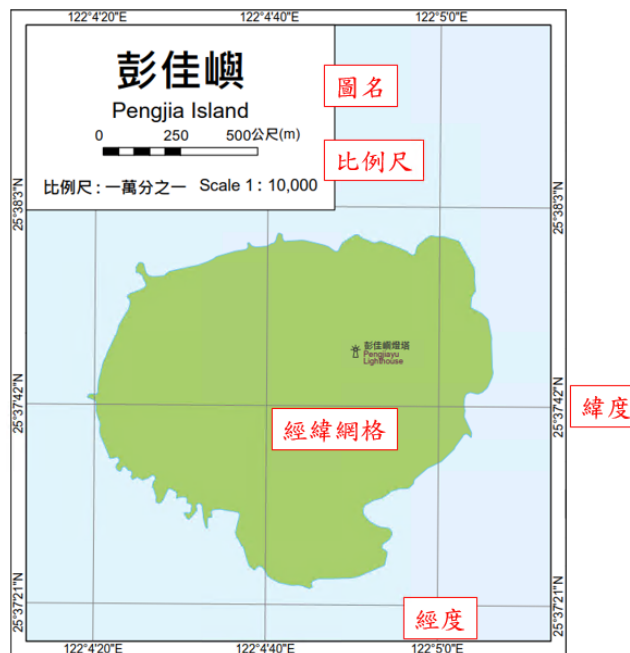 122°4'20"E 122°4'40"E 122°5'0"E
彭佳嶼
Pengjia Island
0 250 500公尺(m)
比例尺：一萬分之一 Scale 1：10,000
圖名
比例尺
25°38'3"N
25°38'3"N
彭佳嶼燈塔
Pengjiayu
Lighthouse
25°37'42"N
25°37'42"N
緯度
經緯網格
25°37'21"N
25°37'21"N
經度
122°4'20"E 122°4'40"E 122°5'0"E